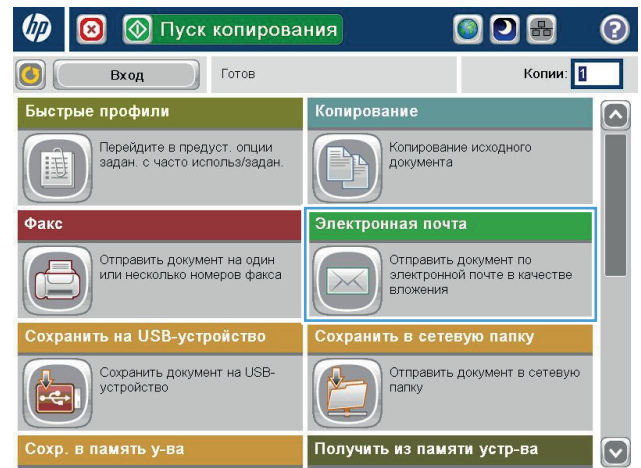 hp
Пуск копирования
?
Вход
Готов
Копии: 1
Быстрые профили
Перейдите в предуст. опции
задан. с часто использ/задан.
Копирование
Копирование исходного
документа
Факс
Отправить документ на один
или несколько номеров факса
Электронная почта
Отправить документ по
электронной почте в качестве
вложения
Сохранить на USB-устройство
Сохранить документ на USB-
устройство
Сохранить в сетевую папку
Отправить документ в сетевую
папку
Сохр. в память у-ва
Получить из памяти устр-ва